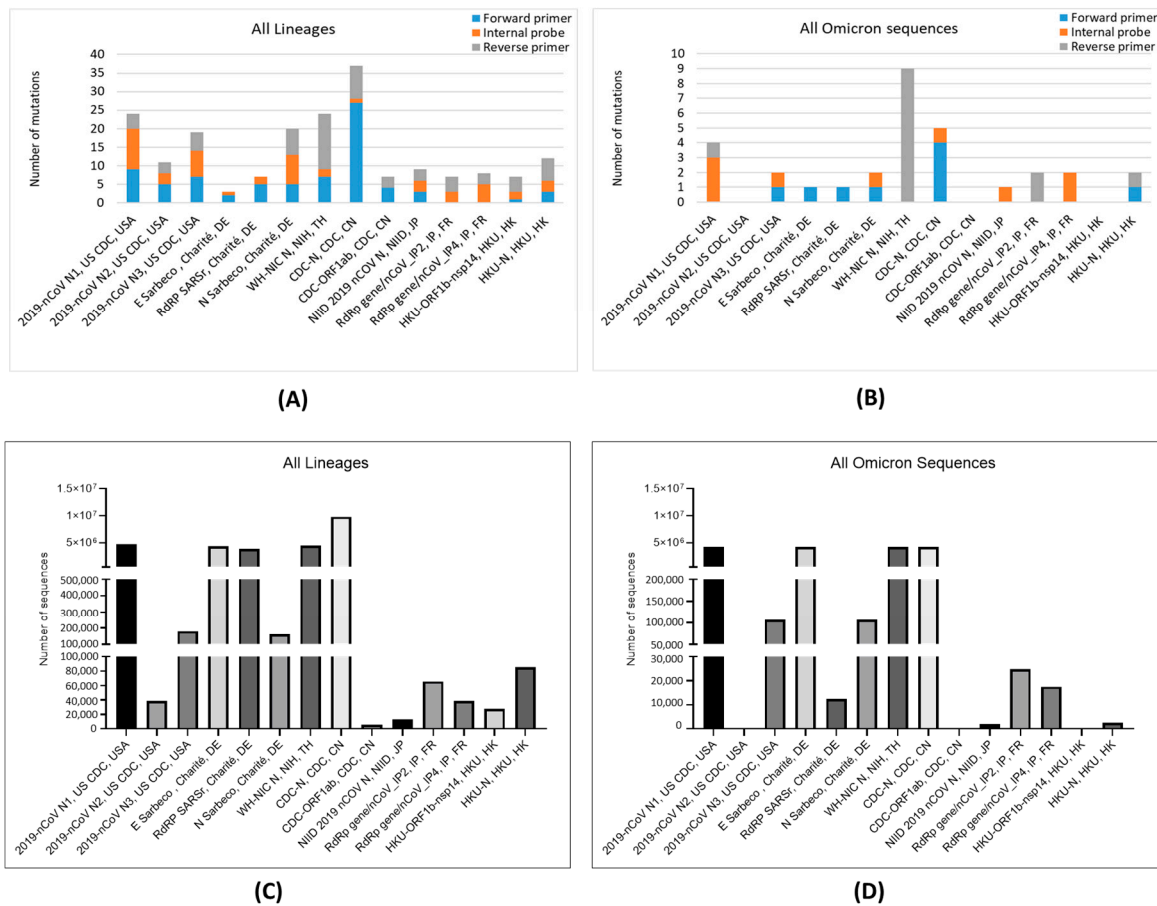 All Lineages
Forward primer
Internal probe
Reverse primer
Number of mutations
40
35
30
25
20
15
10
5
0
2019-nCoV N1, US CDC, USA
2019-nCoV N2, US CDC, USA
2019-nCoV N3, US CDC, USA
E Sarbeco , Charité, DE
RdRP SARSr, Charité, DE
N Sarbeco, Charité, DE
WH-NIC N, NIH, TH
CDC-N, CDC, CN
CDC-ORF1ab, CDC, CN
NIID 2019 nCOV N, NIID, JP
RdRp gene/nCoV_IP2, IP, FR
RdRp gene/nCoV_IP4, IP, FR
HKU-ORF1b-nsp14, HKU, HK
HKU-N, HKU, HK
(A)
All Omicron sequences
Forward primer
Internal probe
Reverse primer
Number of mutations
10
9
8
7
6
5
4
3
2
1
0
2019-nCoV N1, US CDC, USA
2019-nCoV N2, US CDC, USA
2019-nCoV N3, US CDC, USA
E Sarbeco , Charité, DE
RdRP SARSr, Charité, DE
N Sarbeco, Charité, DE
WH-NIC N, NIH, TH
CDC-N, CDC, CN
CDC-ORF1ab, CDC, CN
NIID 2019 nCOV N, NIID, JP
RdRp gene/nCoV_IP2, IP, FR
RdRp gene/nCoV_IP4, IP, FR
HKU-ORF1b-nsp14, HKU, HK
HKU-N, HKU, HK
(B)
All Lineages
Number of sequences
1.5×10⁷
1×10⁷
5×10⁶
500,000
400,000
300,000
200,000
100,000
100,000
80,000
60,000
40,000
20,000
0
2019-nCoV N1, US CDC, USA
2019-nCoV N2, US CDC, USA
2019-nCoV N3, US CDC, USA
E Sarbeco , Charité, DE
RdRP SARSr, Charité, DE
N Sarbeco, Charité, DE
WH-NIC N, NIH, TH
CDC-N, CDC, CN
CDC-ORF1ab, CDC, CN
NIID 2019 nCOV N, NIID, JP
RdRp gene/nCoV_IP2, IP, FR
RdRp gene/nCoV_IP4, IP, FR
HKU-ORF1b-nsp14, HKU, HK
HKU-N, HKU, HK
(C)
All Omicron Sequences
Number of sequences
1.5×10⁷
1×10⁷
5×10⁶
200,000
150,000
100,000
50,000
30,000
20,000
10,000
0
2019-nCoV N1, US CDC, USA
2019-nCoV N2, US CDC, USA
2019-nCoV N3, US CDC, USA
E Sarbeco , Charité, DE
RdRP SARSr, Charité, DE
N Sarbeco, Charité, DE
WH-NIC N, NIH, TH
CDC-N, CDC, CN
CDC-ORF1ab, CDC, CN
NIID 2019 nCOV N, NIID, JP
RdRp gene/nCoV_IP2, IP, FR
RdRp gene/nCoV_IP4, IP, FR
HKU-ORF1b-nsp14, HKU, HK
HKU-N, HKU, HK
(D)